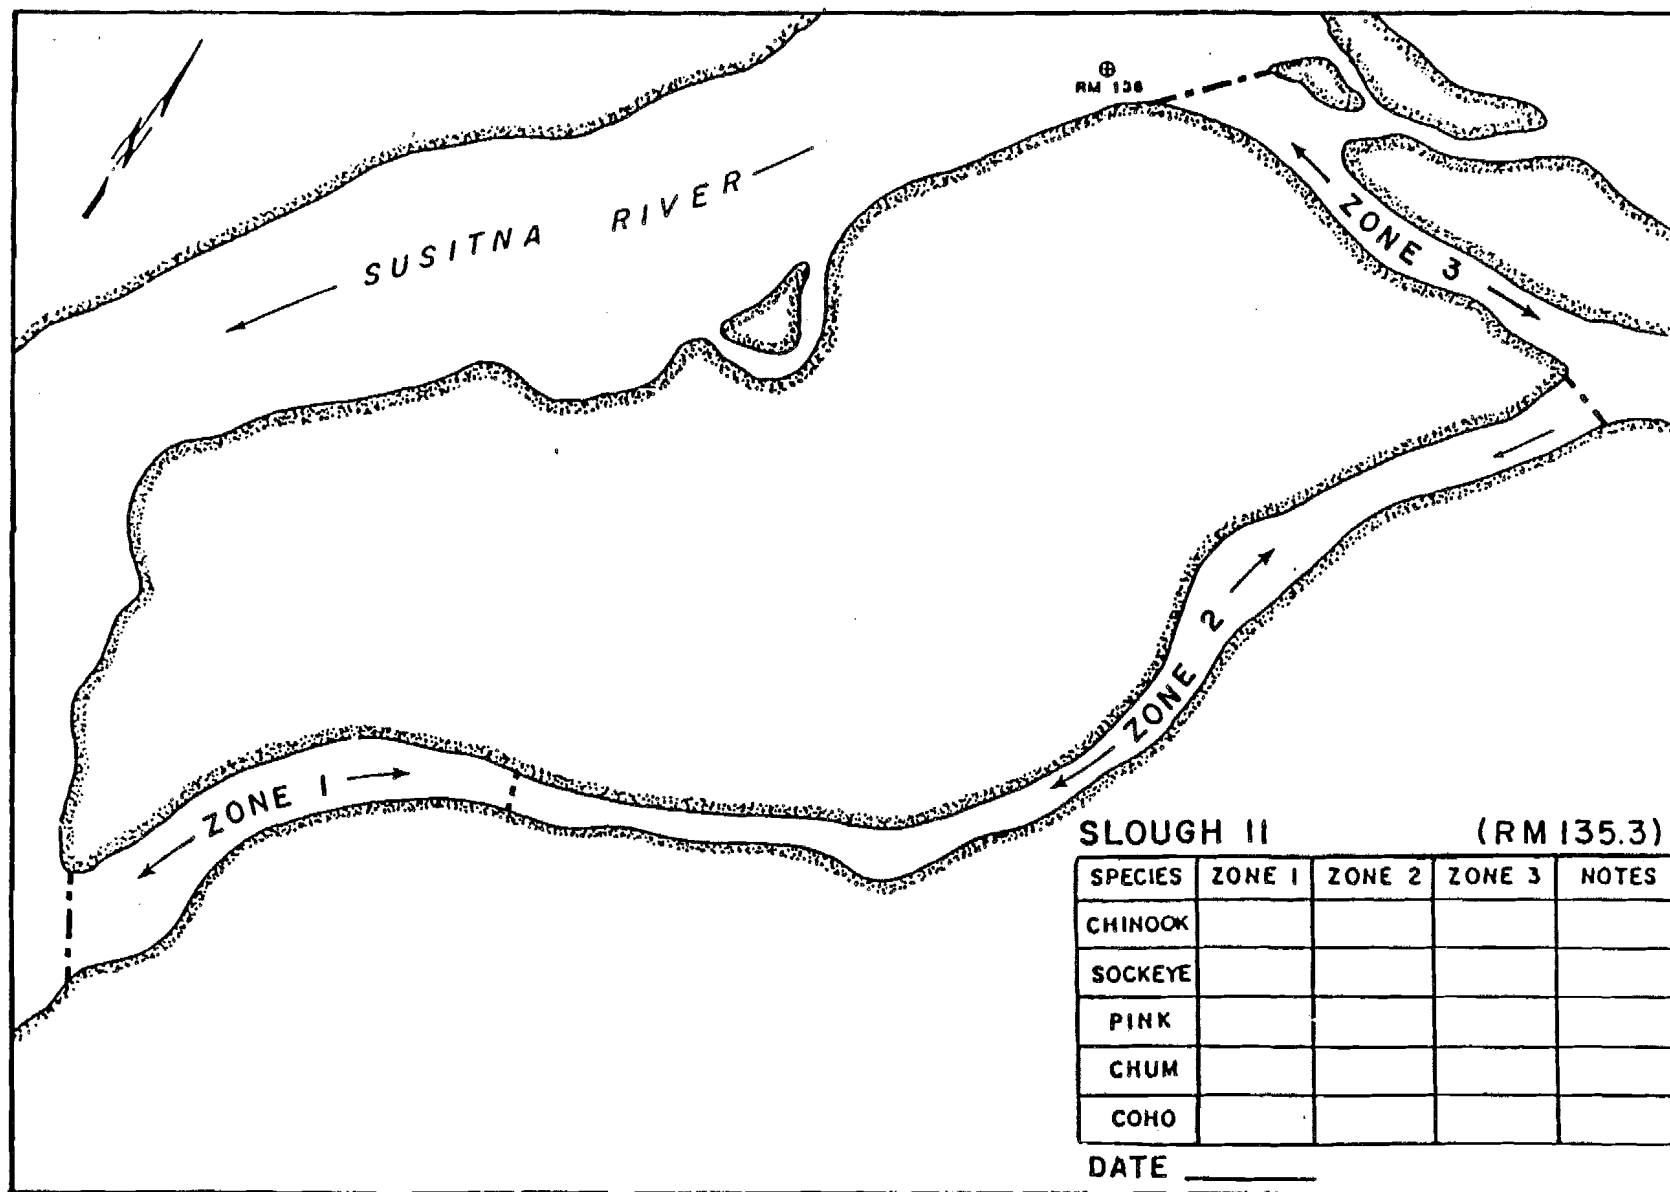 RM 136
SUSITNA RIVER
ZONE 3
ZONE 2
ZONE 1
SLOUGH 11 (RM 135.3)
SPECIES ZONE 1 ZONE 2 ZONE 3 NOTES
CHINOOK
SOCKEYE
PINK
CHUM
COHO
DATE